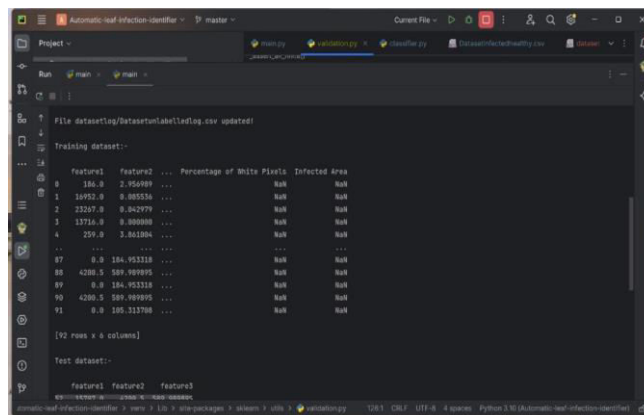 Automatic-leaf-infection-identifier
master
Current File
Project
main.py
validation.py
classifier.py
Datasetinfectedhealthy.csv
dataset
Run
main
main
File datasetlog/Datasetunlabelledlog.csv updated!
Training dataset:-
feature1 feature2 ... Percentage of White Pixels Infected Area
0 186.0 2.956989 ... NaN NaN
1 16952.0 0.085536 ... NaN NaN
2 23267.0 0.042979 ... NaN NaN
3 13716.0 0.000000 ... NaN NaN
4 259.0 3.861004 ... NaN NaN
.. ... ... ... ... ...
87 0.0 184.953318 ... NaN NaN
88 4200.5 589.989895 ... NaN NaN
89 0.0 184.953318 ... NaN NaN
90 4200.5 589.989895 ... NaN NaN
91 0.0 105.313708 ... NaN NaN
[92 rows x 6 columns]
Test dataset:-
feature1 feature2 feature3
automatic-leaf-infection-identifier > venv > Lib > site-packages > sklearn > utils > validation.py
128:1 CRLF UTF-8 4 spaces Python 3.10 (Automatic-leaf-infection-identifier)